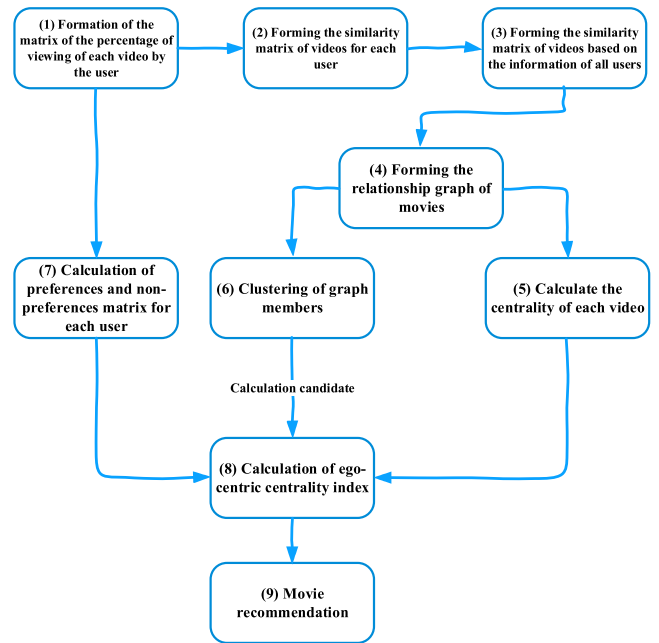 (1) Formation of the
matrix of the percentage of
viewing of each video by
the user
(2) Forming the similarity
matrix of videos for each
user
(3) Forming the similarity
matrix of videos based on
the information of all users
(4) Forming the
relationship graph of
movies
(7) Calculation of
preferences and non-
preferences matrix for
each user
(6) Clustering of graph
members
(5) Calculate the
centrality of each video
Calculation candidate
(8) Calculation of ego-
centric centrality index
(9) Movie
recommendation